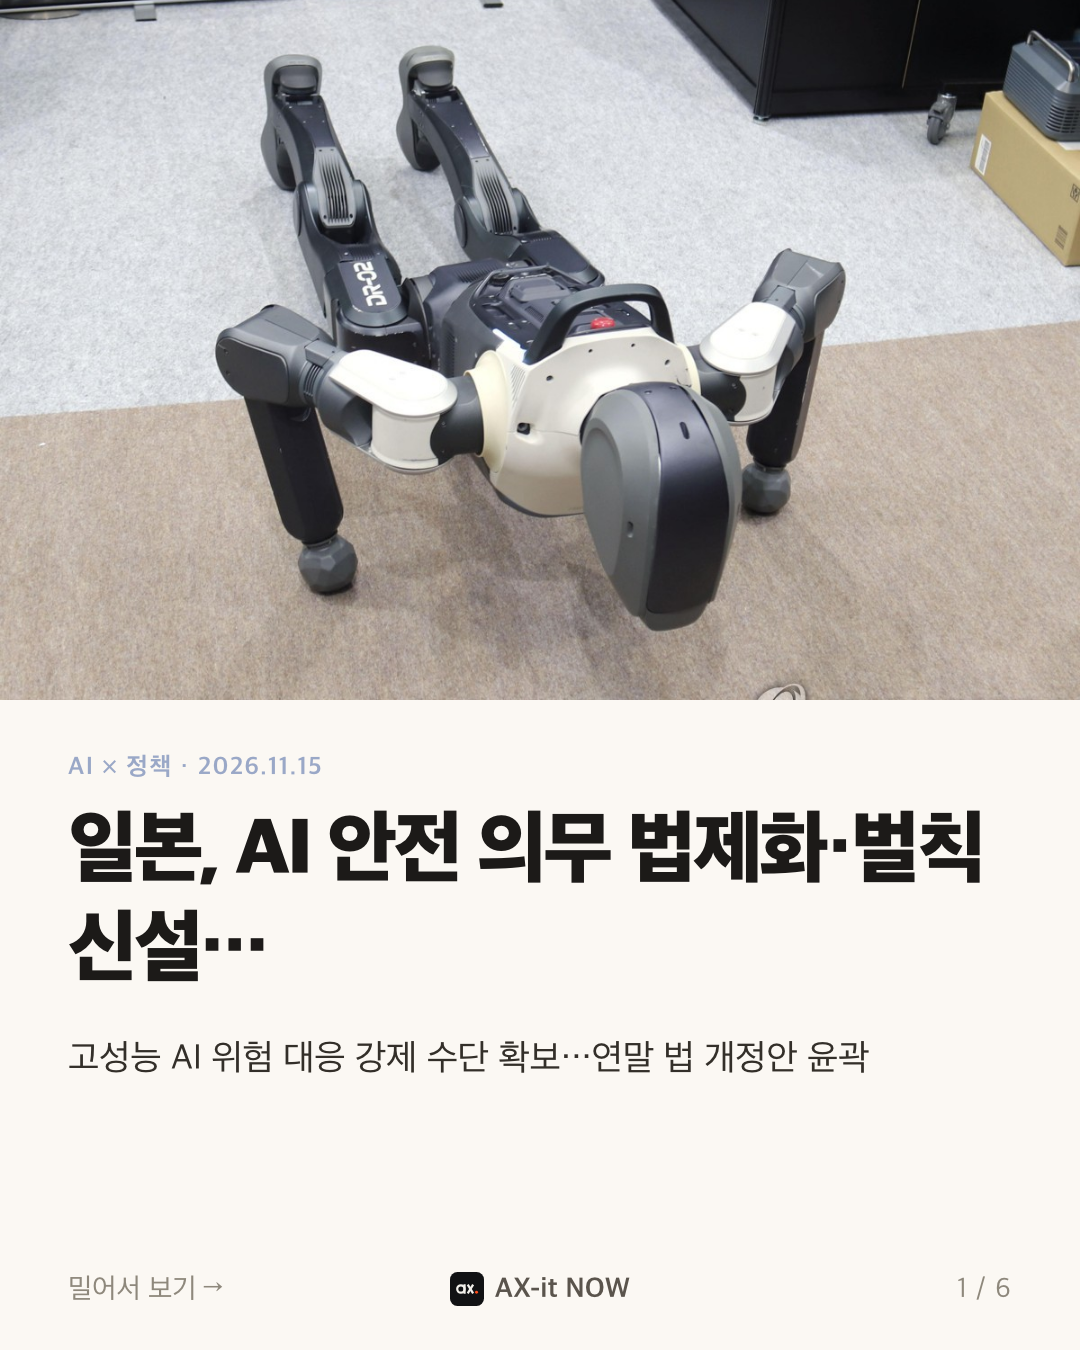 DR-02
AI × 정책 · 2026.11.15
일본, AI 안전 의무 법제화·벌칙
신설…
고성능 AI 위험 대응 강제 수단 확보…연말 법 개정안 윤곽
밀어서 보기 →
ax. AX-it NOW
1 / 6